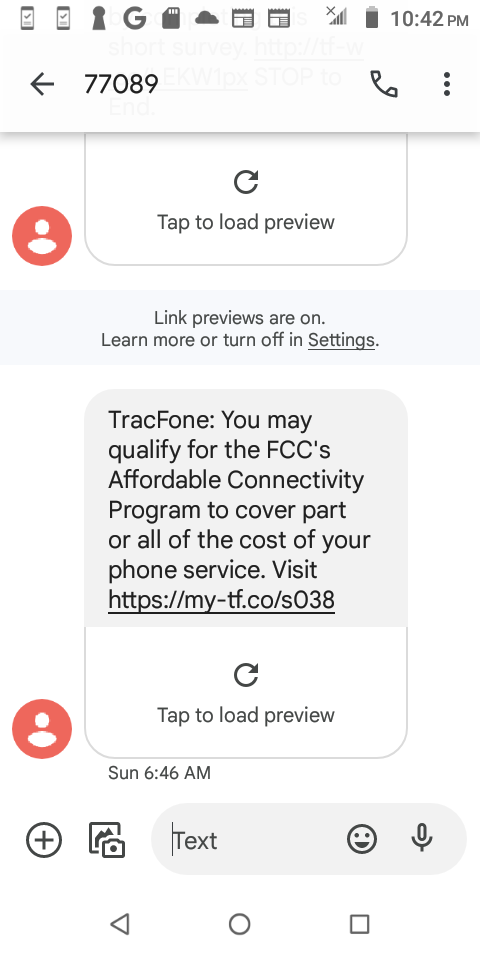 10:42 PM
short survey. http://tf-w
77089
EKW1px STOP to
End.
Tap to load preview
Link previews are on.
Learn more or turn off in Settings.
TracFone: You may
qualify for the FCC's
Affordable Connectivity
Program to cover part
or all of the cost of your
phone service. Visit
https://my-tf.co/s038
Tap to load preview
Sun 6:46 AM
Text